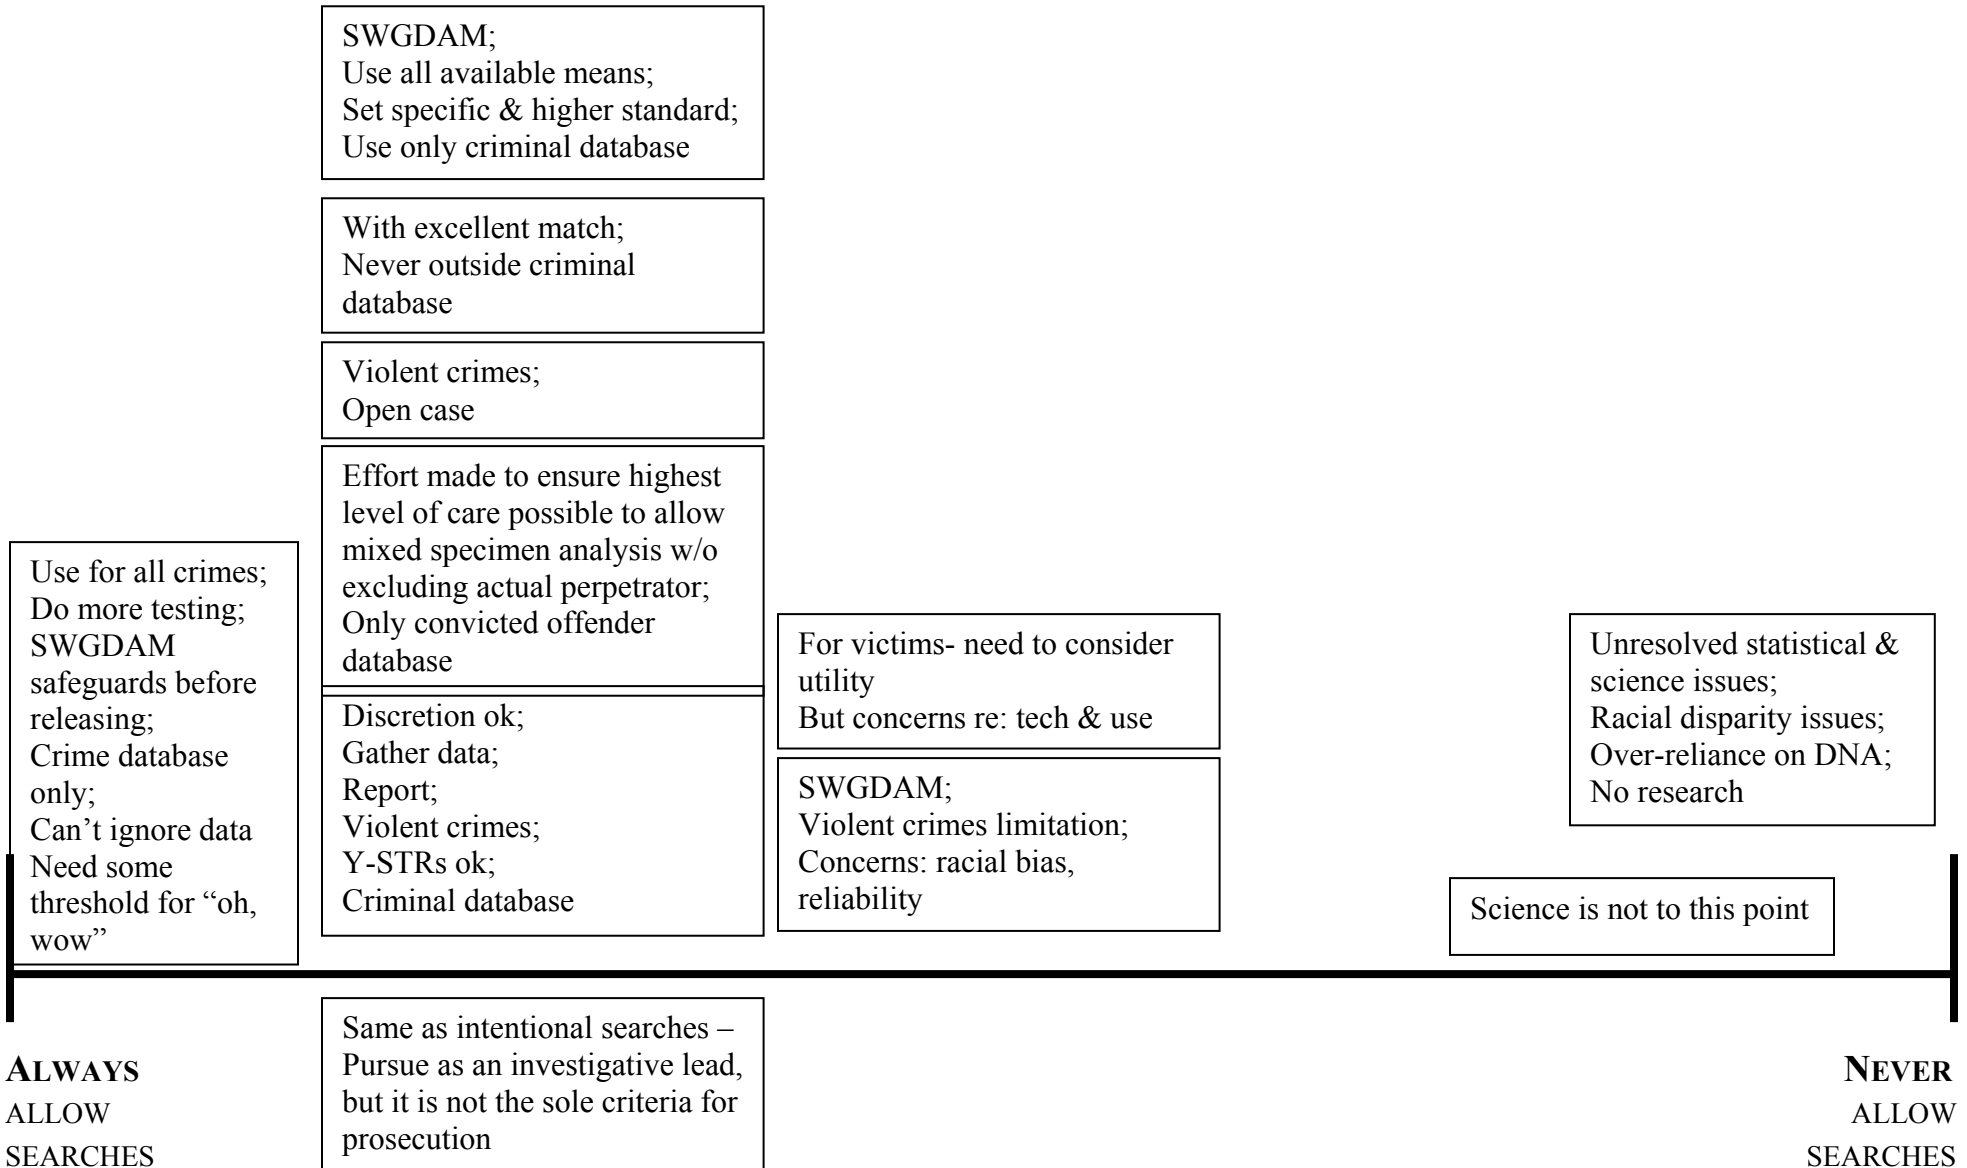 SWGDAM;
Use all available means;
Set specific & higher standard;
Use only criminal database
With excellent match;
Never outside criminal
database
Violent crimes;
Open case
Effort made to ensure highest
level of care possible to allow
mixed specimen analysis w/o
excluding actual perpetrator;
Only convicted offender
database
Use for all crimes;
Do more testing;
SWGDAM
safeguards before
releasing;
Crime database
only;
Can’t ignore data
Need some
threshold for “oh,
wow”
Discretion ok;
Gather data;
Report;
Violent crimes;
Y-STRs ok;
Criminal database
For victims- need to consider
utility
But concerns re: tech & use
SWGDAM;
Violent crimes limitation;
Concerns: racial bias,
reliability
Unresolved statistical &
science issues;
Racial disparity issues;
Over-reliance on DNA;
No research
Science is not to this point
Same as intentional searches –
Pursue as an investigative lead,
but it is not the sole criteria for
prosecution
ALWAYS
ALLOW
SEARCHES
NEVER
ALLOW
SEARCHES